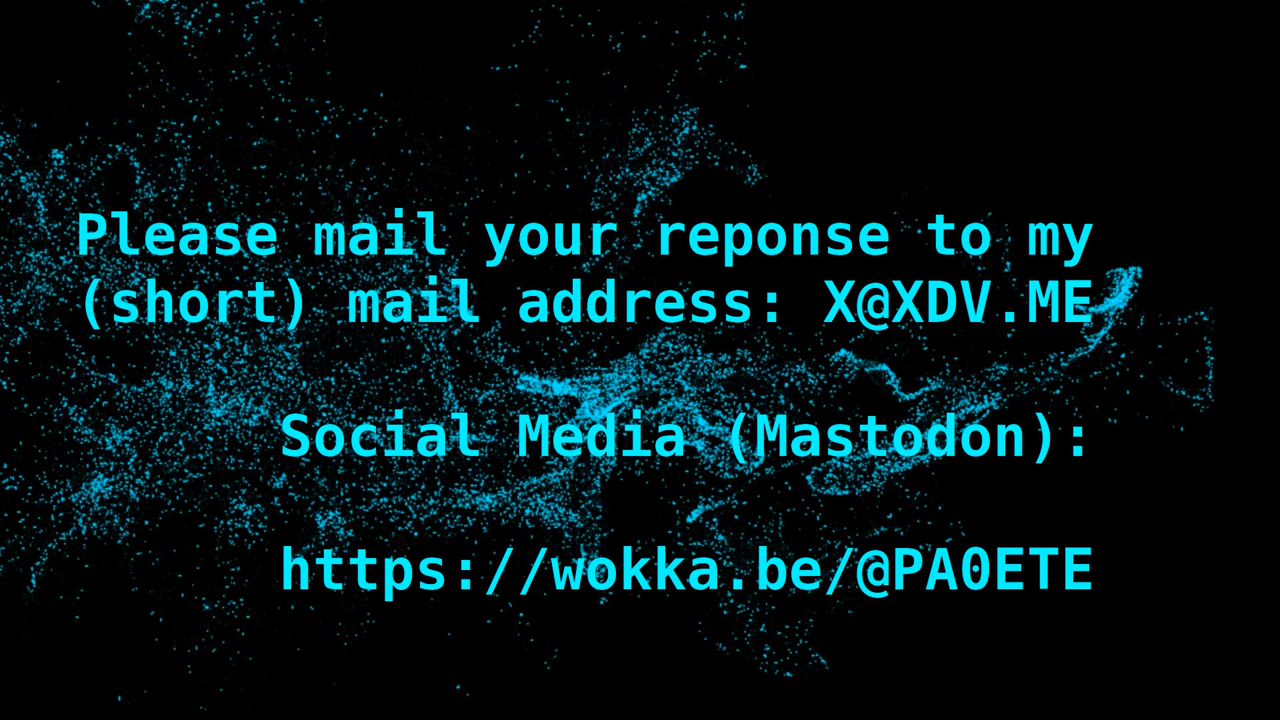 Please mail your reponse to my
(short) mail address: X@XDV.ME
Social Media (Mastodon):
https://wokka.be/@PA0ETE